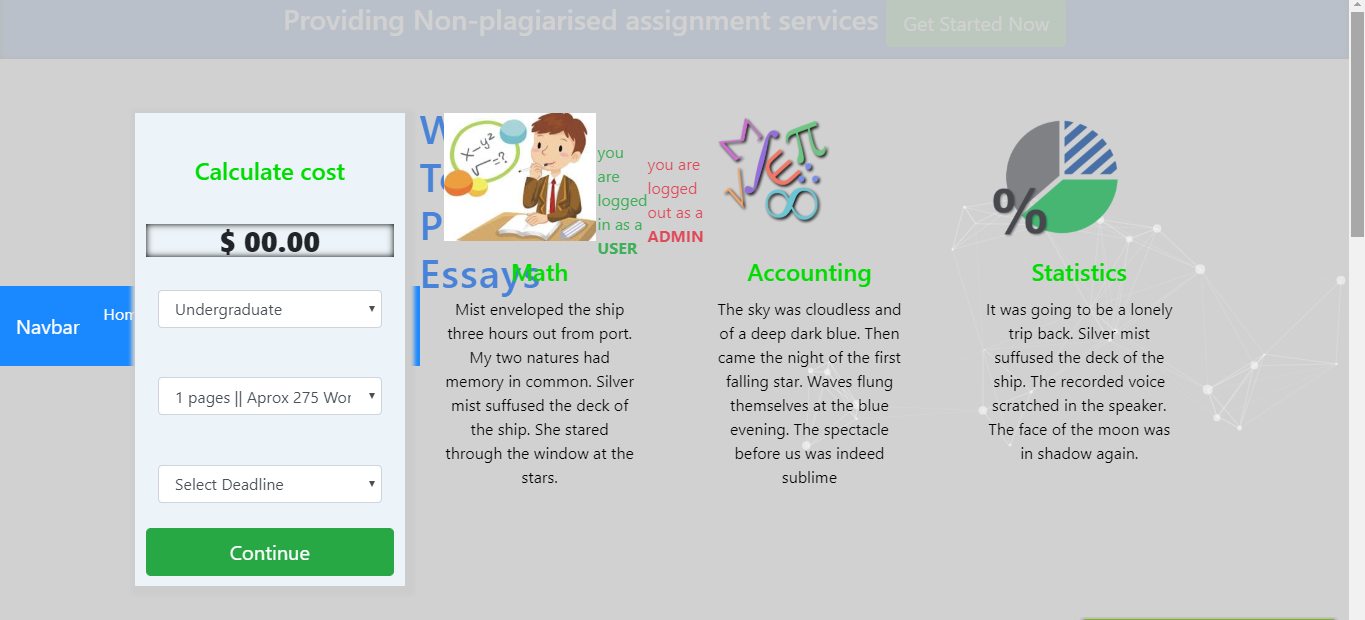 Providing Non-plagiarised assignment services
Get Started Now
Calculate cost
$ 00.00
Undergraduate
1 pages || Aprox 275 Wor
Select Deadline
Continue
Navbar
Hom
W
To
P
Essays
x-y²
√=?
you
are
logged
in as a
USER
you are
logged
out as a
ADMIN
Math
Mist enveloped the ship
three hours out from port.
My two natures had
memory in common. Silver
mist suffused the deck of
the ship. She stared
through the window at the
stars.
Σ∫επ√∞
Accounting
The sky was cloudless and
of a deep dark blue. Then
came the night of the first
falling star. Waves flung
themselves at the blue
evening. The spectacle
before us was indeed
sublime
%
Statistics
It was going to be a lonely
trip back. Silver mist
suffused the deck of the
ship. The recorded voice
scratched in the speaker.
The face of the moon was
in shadow again.